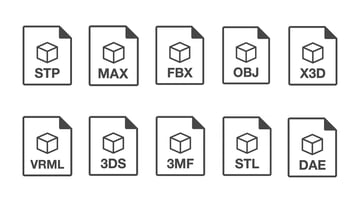 STP MAX FBX OBJ X3D
VRML 3DS 3MF STL DAE